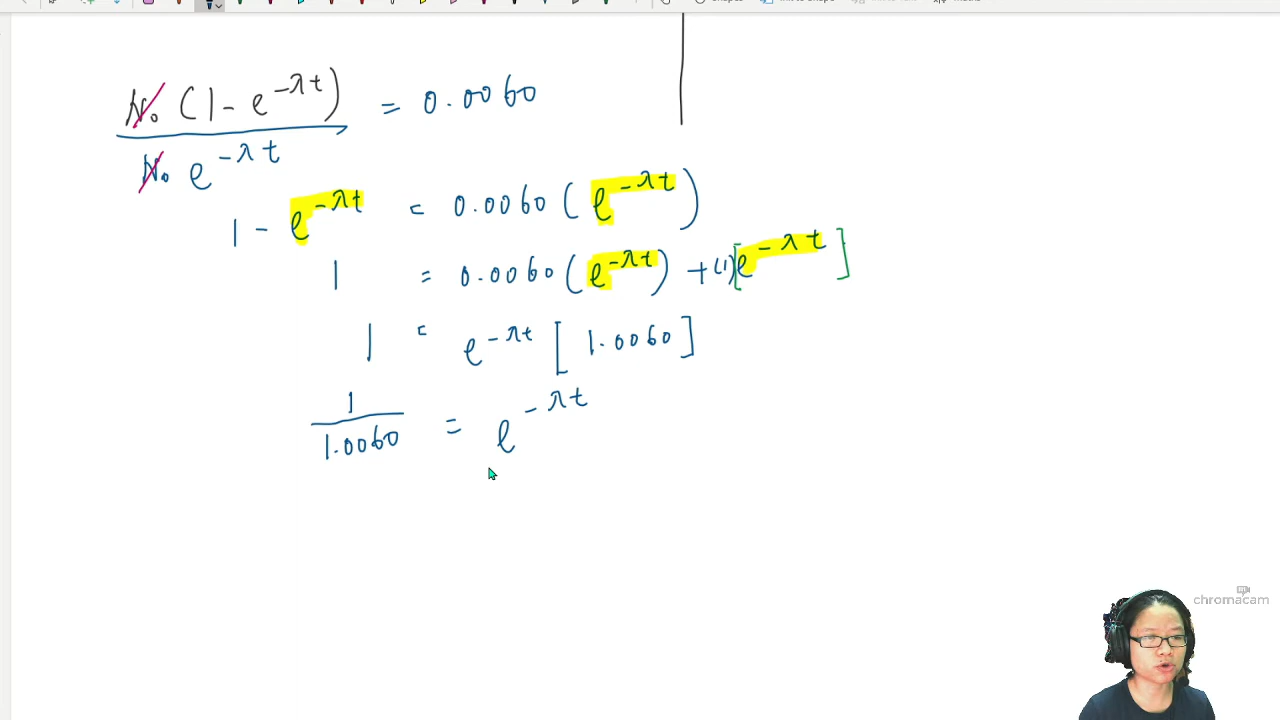 N₀ (1 - e^{-λt}) = 0.0060
N₀ e^{-λt}
1 - e^{-λt} = 0.0060 (e^{-λt})
1 = 0.0060 (e^{-λt}) + (1)[e^{-λt}]
1 = e^{-λt} [1.0060]
1
1.0060 = e^{-λt}
chromacam